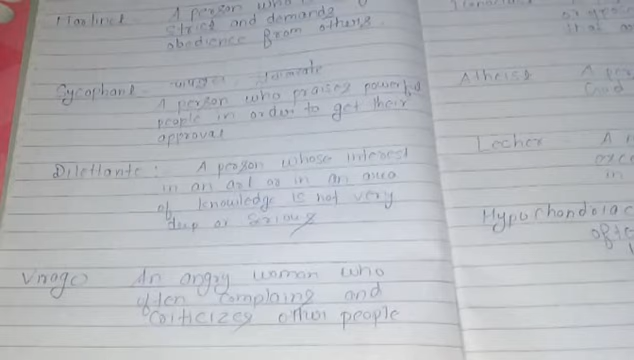 Martinet A person who
strict and demands
obedience from others
Sycophant -
A person who praises powerful
people in order to get their
approval
Dilettante : A person whose interest
in an art or in an area
of knowledge is not very
deep or serious
Virago An angry woman who
often complains and
criticizes other people
Atheist A
God
Lecher - A
in
Hypochondriac